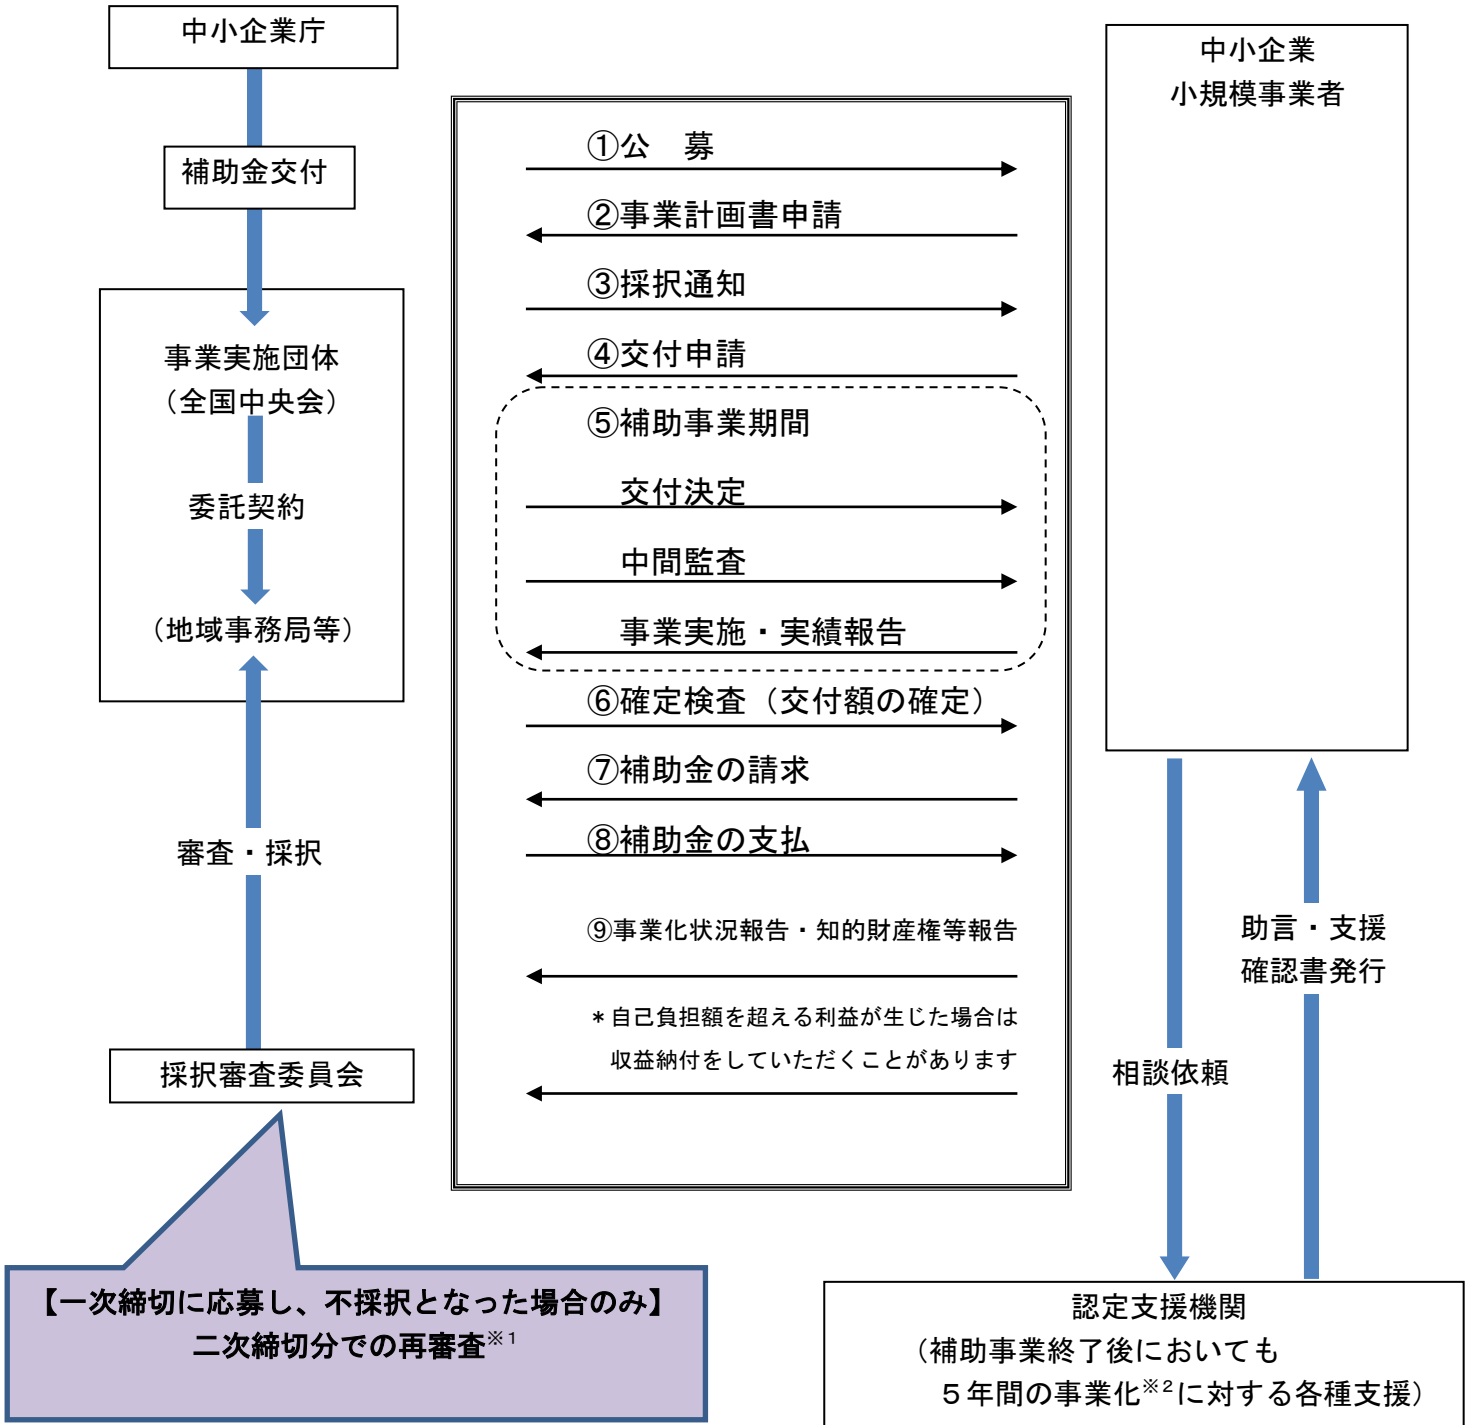 中小企業庁
補助金交付
事業実施団体
（全国中央会）
委託契約
（地域事務局等）
審査・採択
採択審査委員会
【一次締切に応募し、不採択となった場合のみ】
二次締切分での再審査※１
①公　募
②事業計画書申請
③採択通知
④交付申請
⑤補助事業期間
交付決定
中間監査
事業実施・実績報告
⑥確定検査（交付額の確定）
⑦補助金の請求
⑧補助金の支払
⑨事業化状況報告・知的財産権等報告
＊自己負担額を超える利益が生じた場合は
収益納付をしていただくことがあります
中小企業
小規模事業者
助言・支援
確認書発行
相談依頼
認定支援機関
（補助事業終了後においても
５年間の事業化※２に対する各種支援）